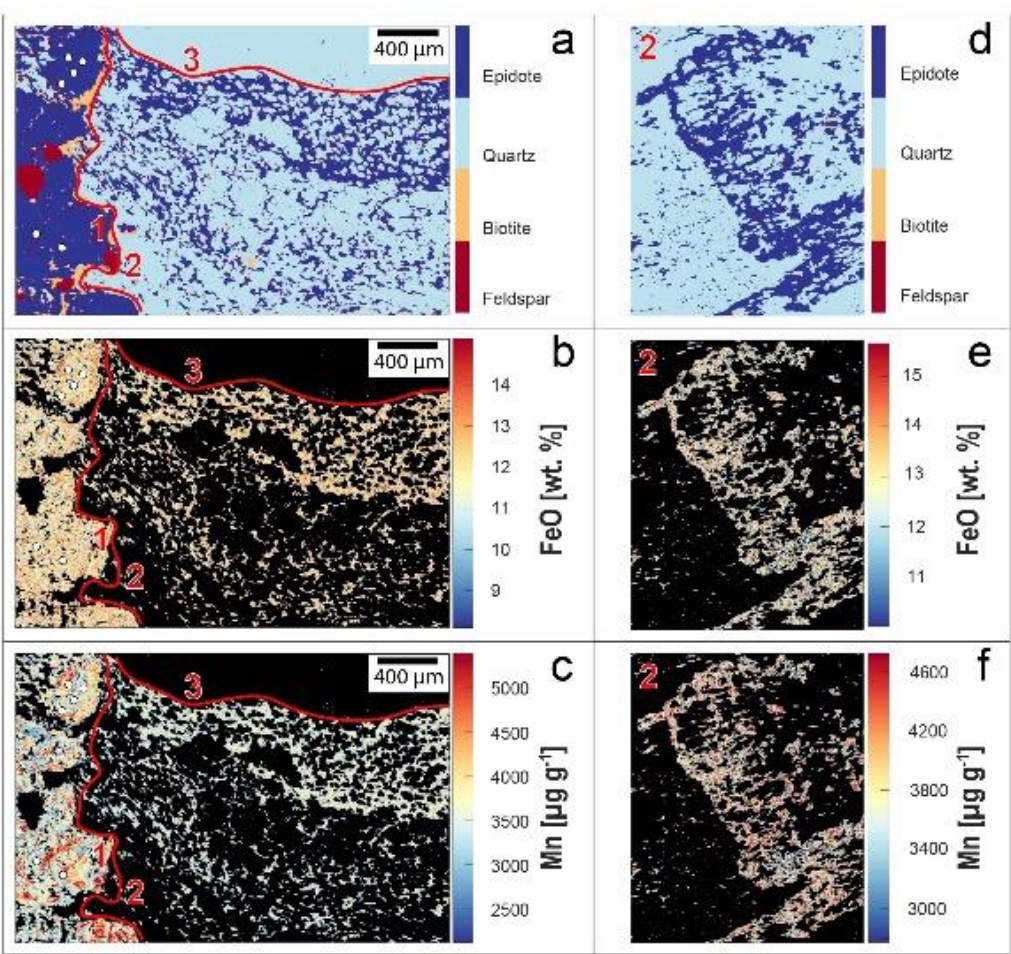 a
400 µm
3
1
2
Epidote
Quartz
Biotite
Feldspar
d
2
Epidote
Quartz
Biotite
Feldspar
b
400 µm
3
1
2
14
13
12
11
10
9
FeO [wt. %]
e
2
15
14
13
12
11
FeO [wt. %]
c
400 µm
3
1
2
5000
4500
4000
3500
3000
2500
Mn [µg g-1]
f
2
4600
4200
3800
3400
3000
Mn [µg g-1]